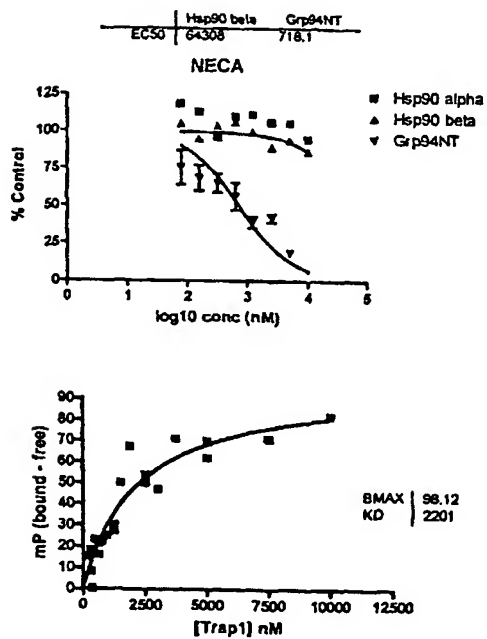 Hsp90 beta Grp94NT
EC50 64308 718.1
NECA
125
100
75
50
25
0
% Control
0 1 2 3 4 5
log10 conc (nM)
Hsp90 alpha
Hsp90 beta
Grp94NT
90
80
70
60
50
40
30
20
10
0
mP (bound - free)
0 2500 5000 7500 10000 12500
[Trap1] nM
BMAX 98.12
KD 2201